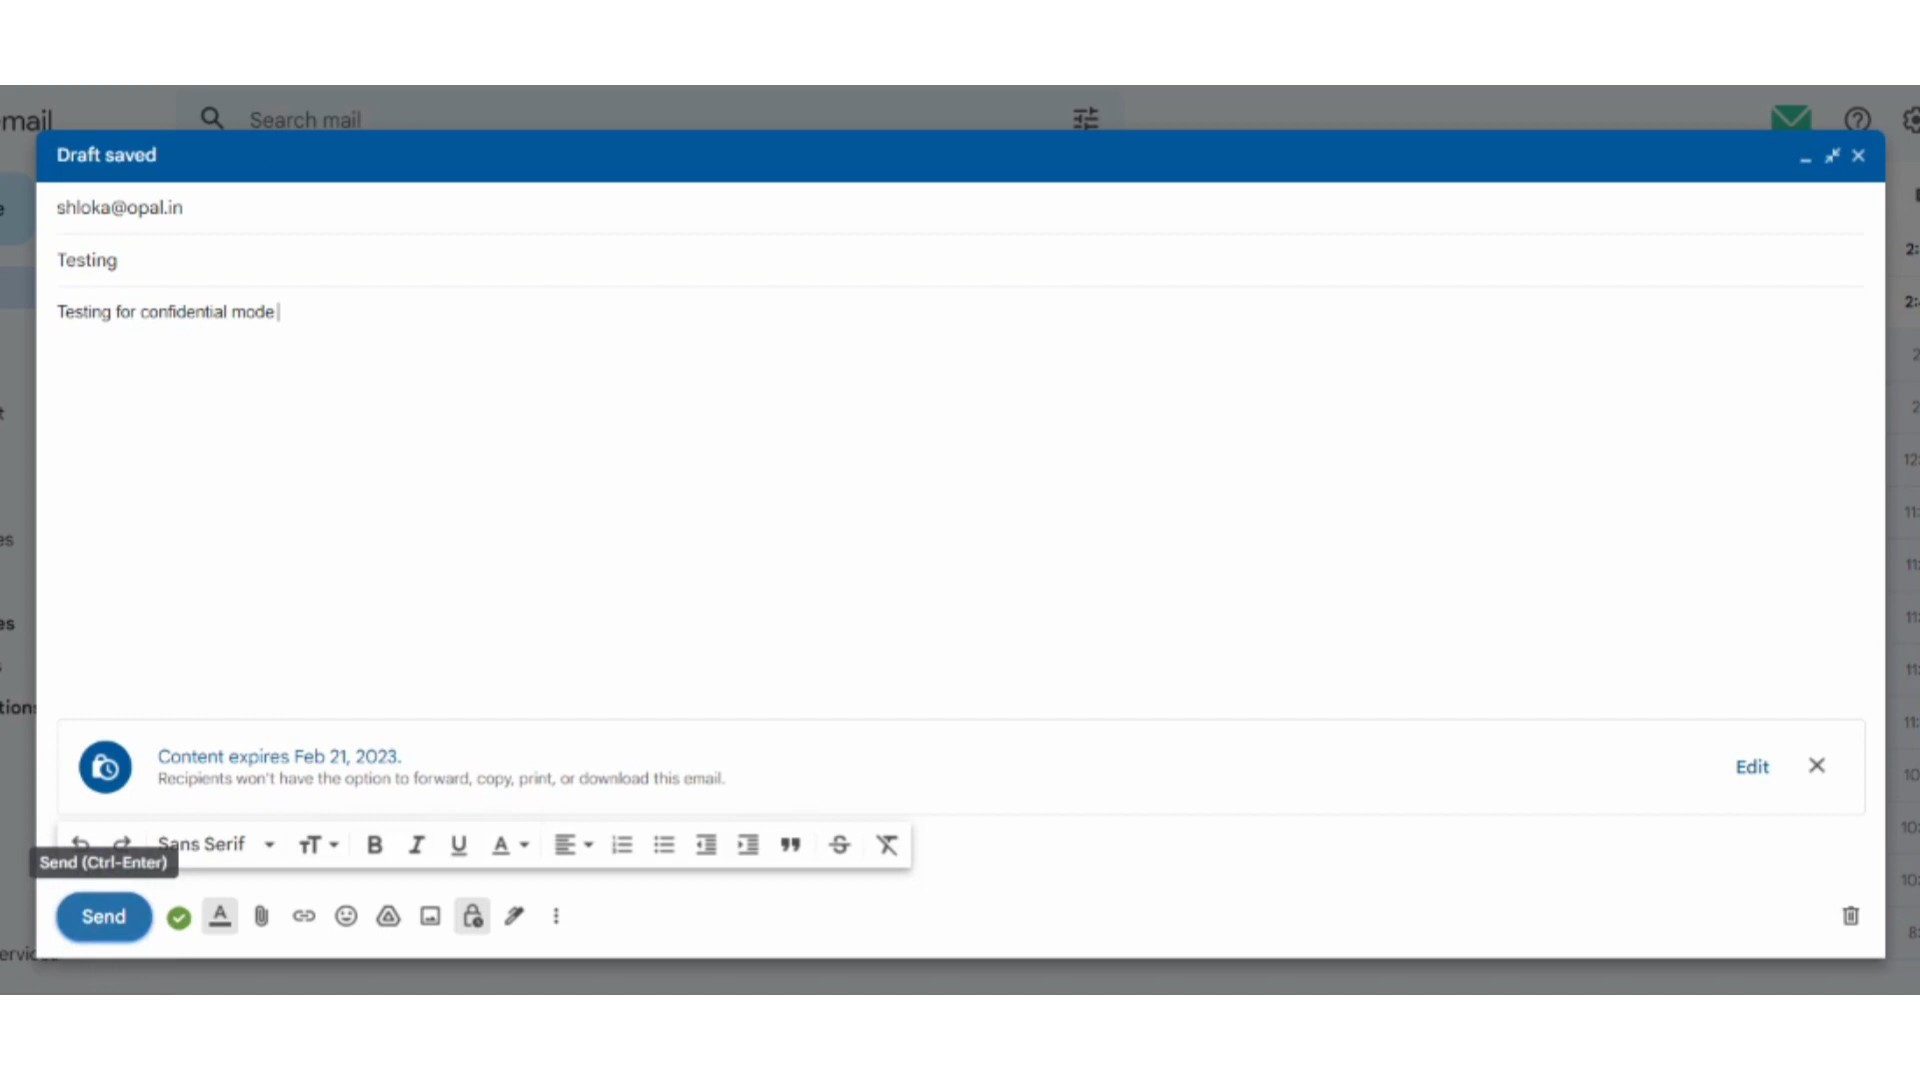 mail
Search mail
Draft saved
shloka@opal.in
Testing
Testing for confidential mode
Content expires Feb 21, 2023.
Recipients won't have the option to forward, copy, print, or download this email.
Edit
Sans Serif
Send (Ctrl-Enter)
Send